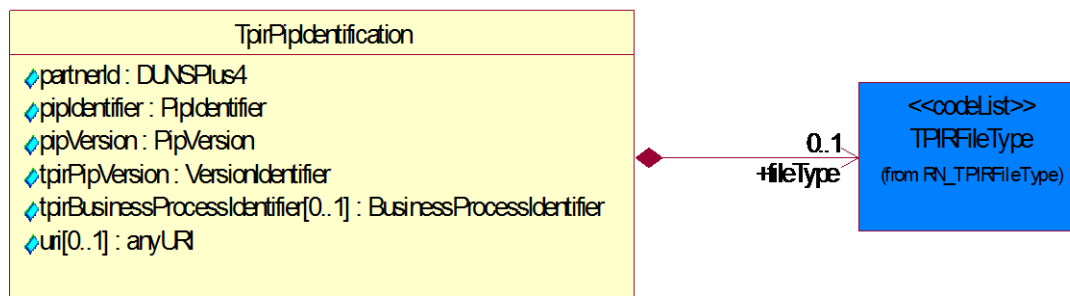 TpirPipIdentification
partnerId : DUNSPlus4
pipIdentifier : PipIdentifier
pipVersion : PipVersion
tpirPipVersion : VersionIdentifier
tpirBusinessProcessIdentifier[0..1] : BusinessProcessIdentifier
uri[0..1] : anyURI
0..1
+fileType
<<codeList>>
TPIRFileType
(from RN_TPIRFileType)